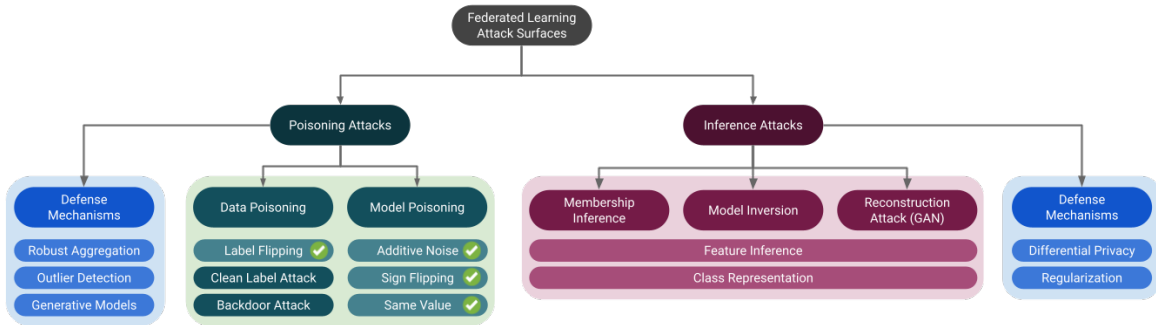 Federated Learning
Attack Surfaces
Poisoning Attacks
Inference Attacks
Defense
Mechanisms
Robust Aggregation
Outlier Detection
Generative Models
Data Poisoning
Label Flipping
Clean Label Attack
Backdoor Attack
Model Poisoning
Additive Noise
Sign Flipping
Same Value
Membership
Inference
Model Inversion
Reconstruction
Attack (GAN)
Feature Inference
Class Representation
Defense
Mechanisms
Differential Privacy
Regularization